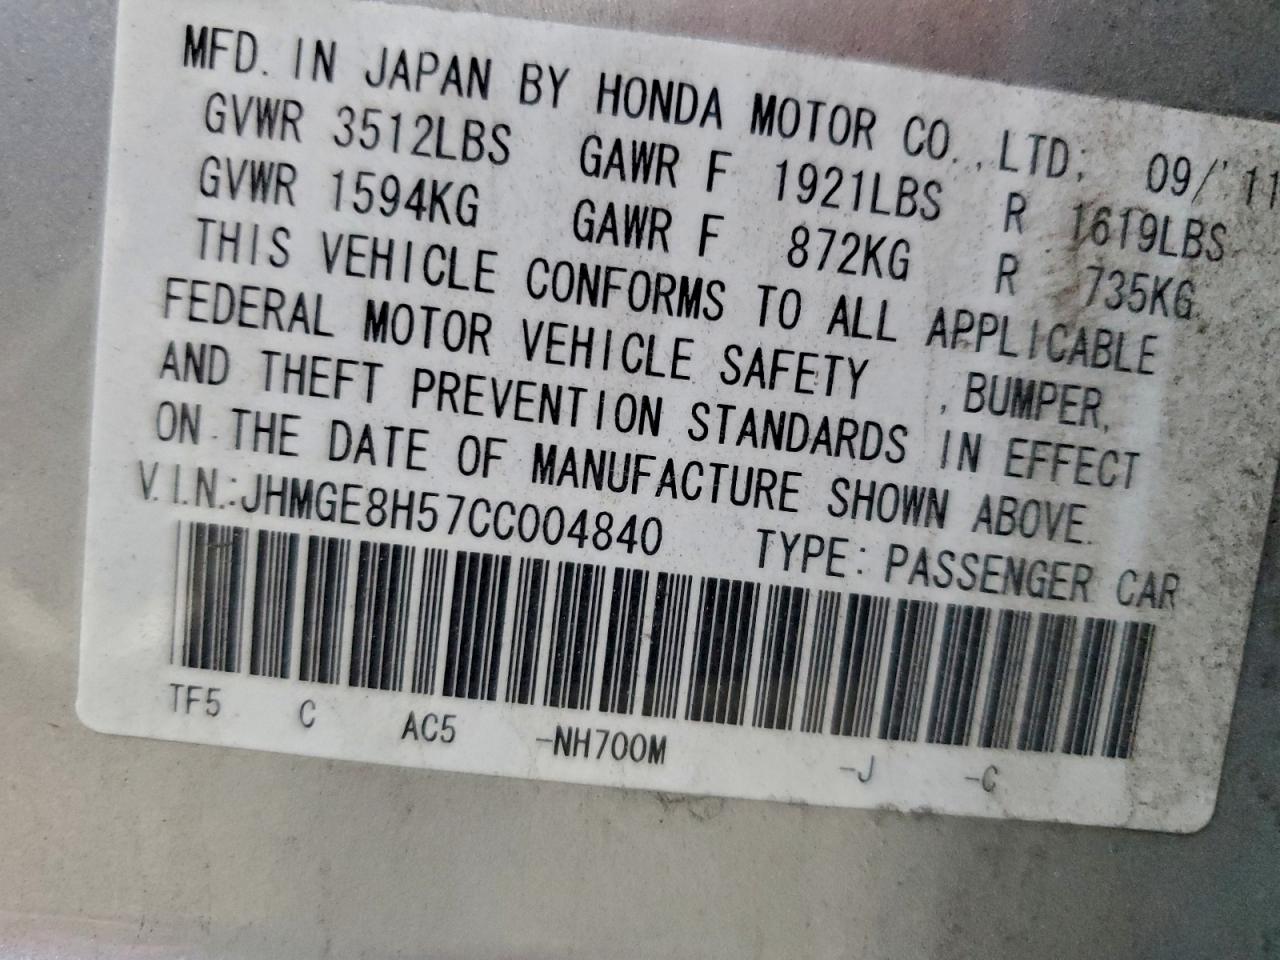 MFD. IN JAPAN BY HONDA MOTOR CO., LTD; 09/'11
GVWR 3512LBS GAWR F 1921LBS R 1619LBS
GVWR 1594KG GAWR F 872KG R 735KG
THIS VEHICLE CONFORMS TO ALL APPLICABLE
FEDERAL MOTOR VEHICLE SAFETY , BUMPER,
AND THEFT PREVENTION STANDARDS IN EFFECT
ON THE DATE OF MANUFACTURE SHOWN ABOVE.
V.I.N.:JHMGE8H57CC004840 TYPE: PASSENGER CAR
TF5 C AC5 -NH700M -J -C